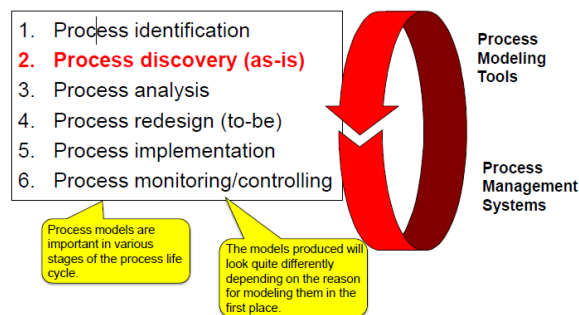 1. Process identification
2. Process discovery (as-is)
3. Process analysis
4. Process redesign (to-be)
5. Process implementation
6. Process monitoring/controlling
Process
Modeling
Tools
Process
Management
Systems
Process models are
important in various
stages of the process life
cycle.
The models produced will
look quite differently
depending on the reason
for modeling them in the
first place.